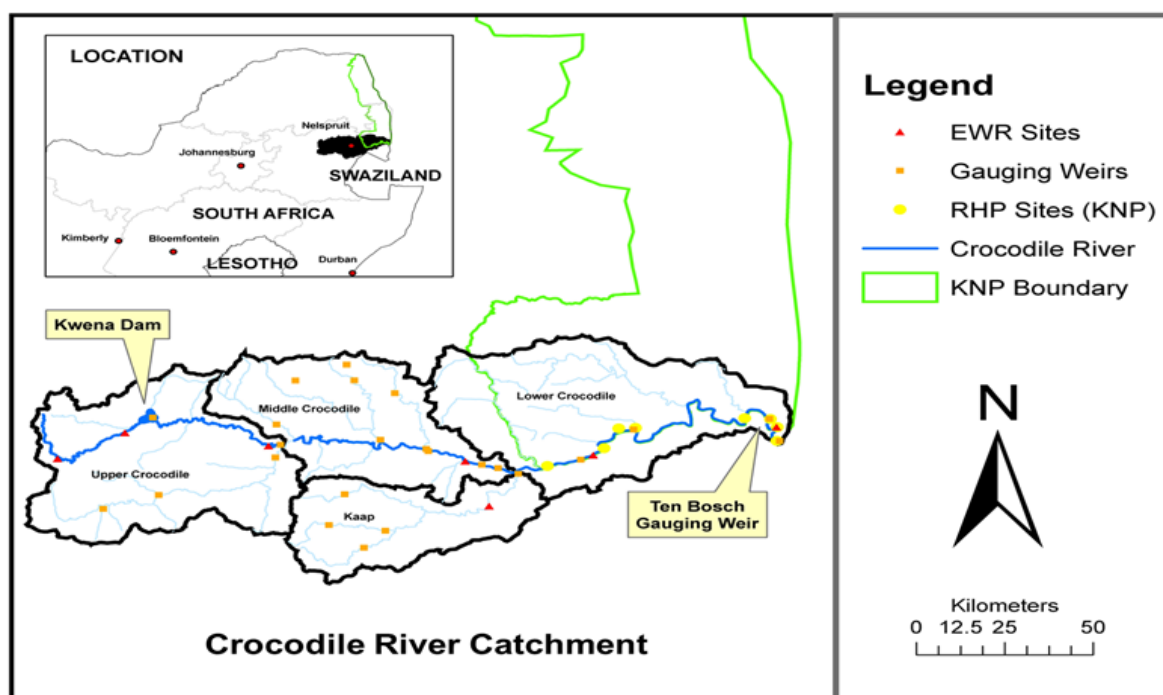 LOCATION
Nelspruit
Johannesburg
SWAZILAND
SOUTH AFRICA
Kimberly
Bloemfontein
LESOTHO
Durban
Kwena Dam
Lower Crocodile
Middle Crocodile
Upper Crocodile
Kaap
Ten Bosch
Gauging Weir
Crocodile River Catchment
Legend
EWR Sites
Gauging Weirs
RHP Sites (KNP)
Crocodile River
KNP Boundary
N
Kilometers
0 12.5 25 50